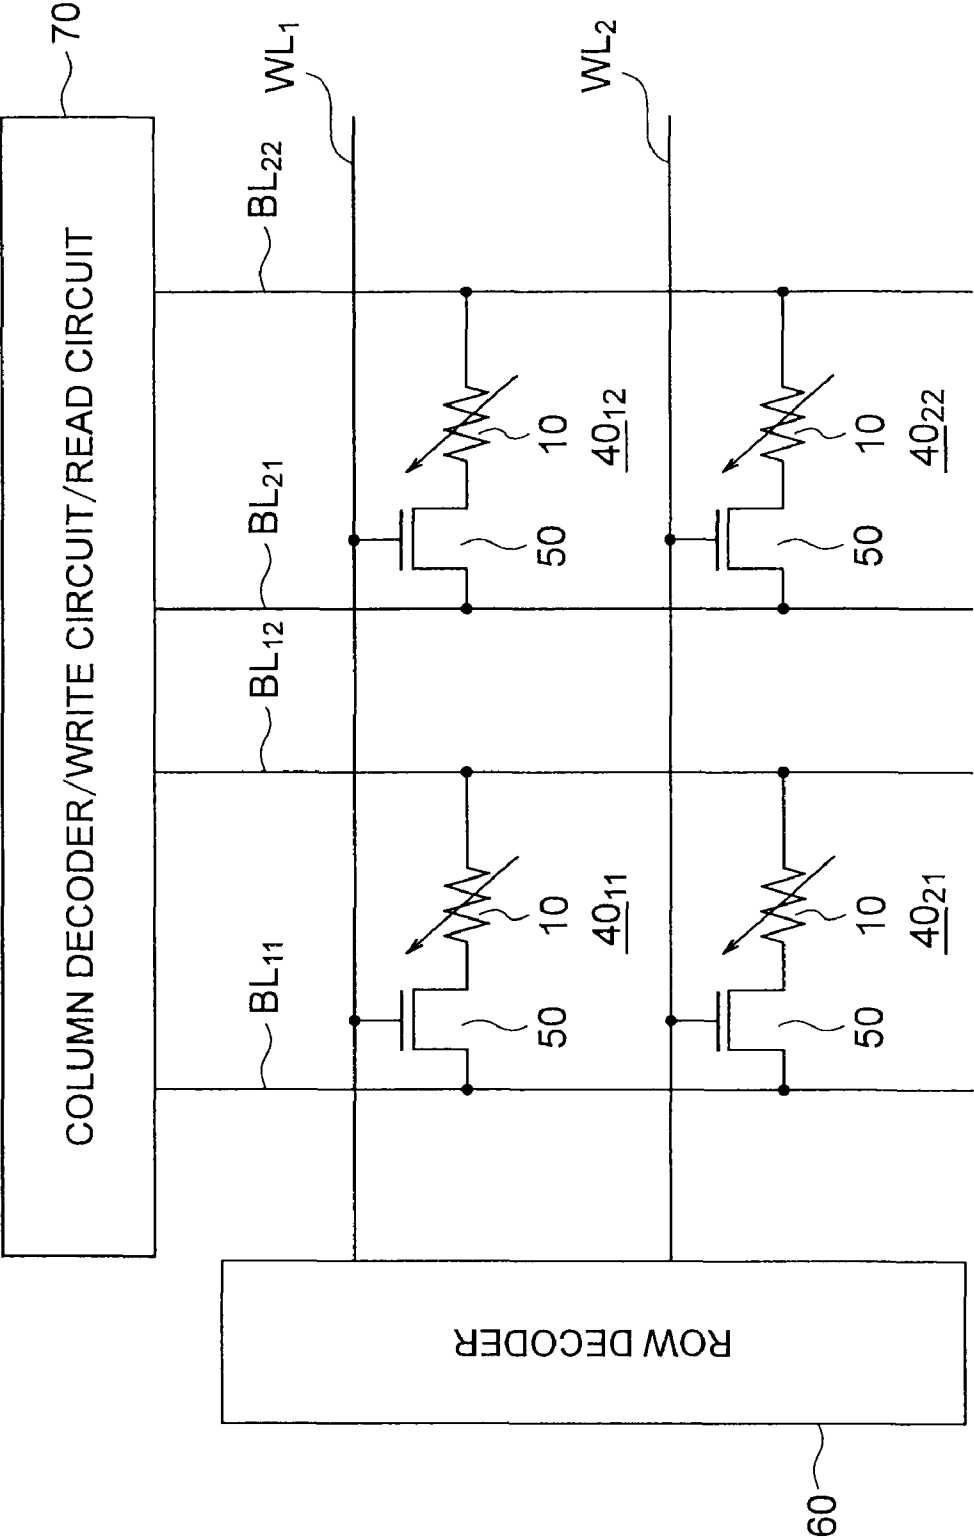 COLUMN DECODER/WRITE CIRCUIT/READ CIRCUIT
70
BL11
BL12
BL21
BL22
WL1
50
10
4011
50
10
4012
WL2
50
10
4021
50
10
4022
ROW DECODER
60